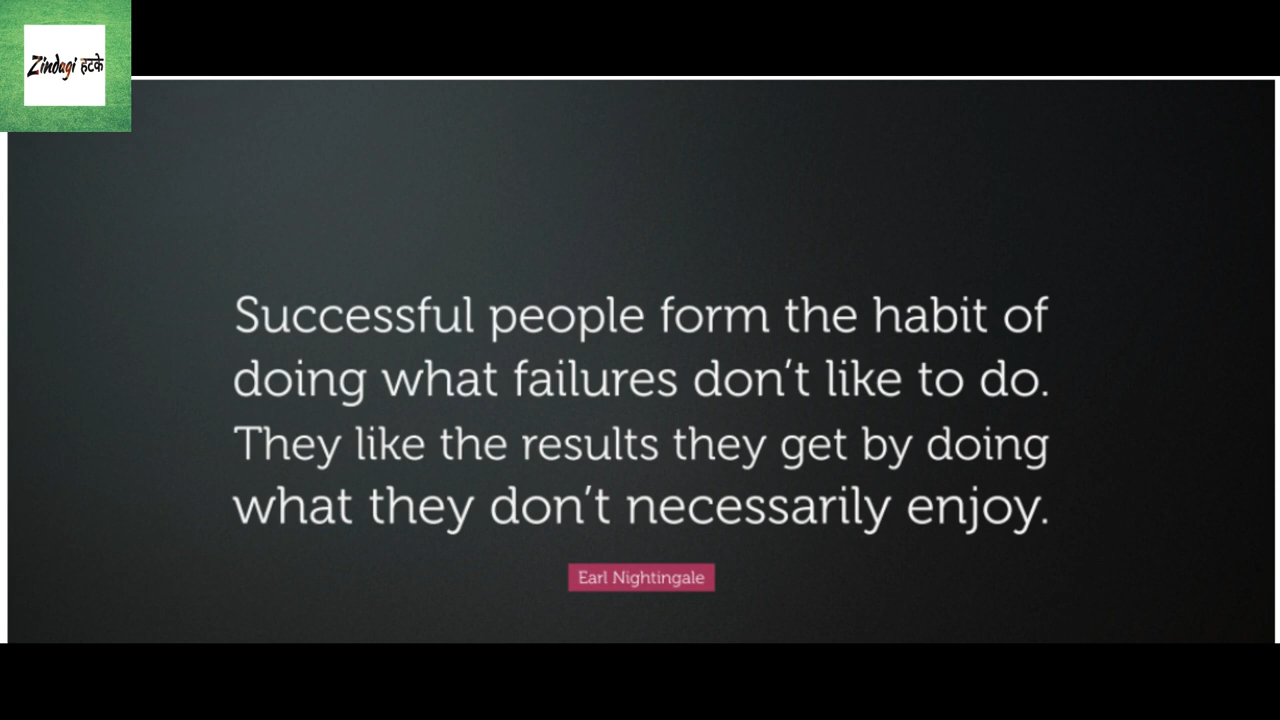 Zindagi हटके
Successful people form the habit of
doing what failures don’t like to do.
They like the results they get by doing
what they don’t necessarily enjoy.
Earl Nightingale